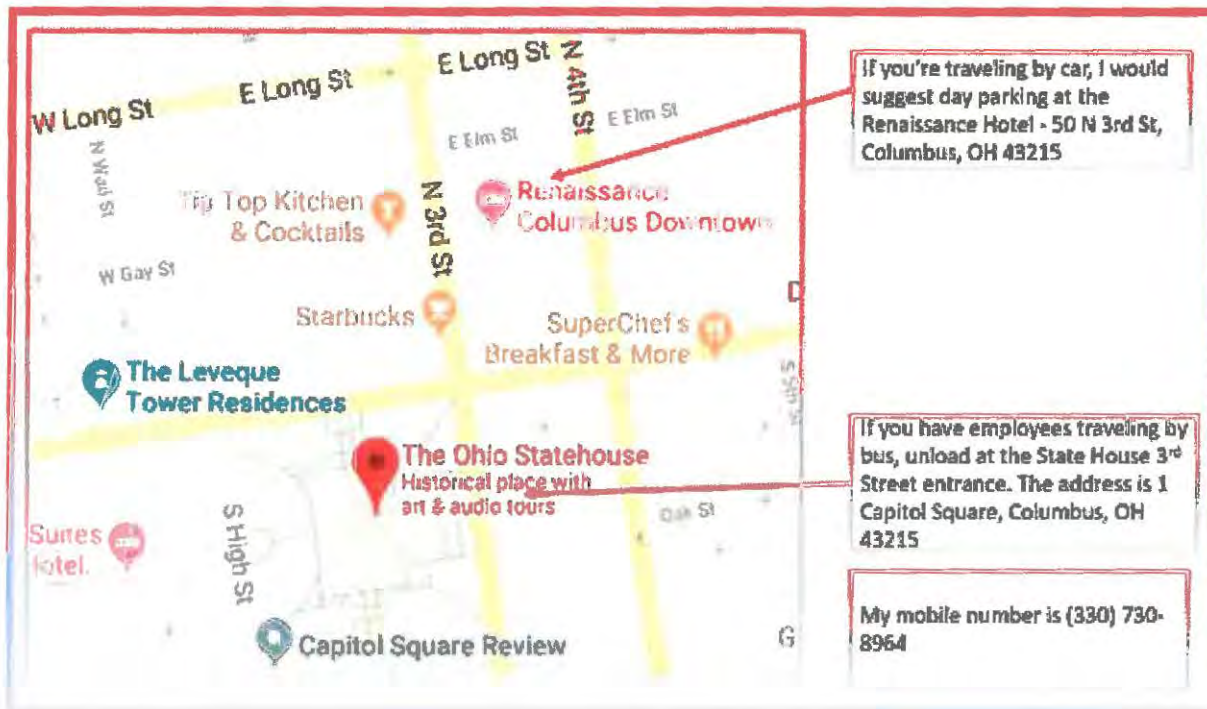 E Long St
E Long St
W Long St
N 4th St
E Elm St
E Elm St
N Wall St
N 3rd St
Tip Top Kitchen
& Cocktails
Renaissance
Columbus Downtown
W Gay St
Starbucks
SuperChef's
Breakfast & More
D
The Leveque
Tower Residences
S 5th St
The Ohio Statehouse
Historical place with
art & audio tours
Oak St
Suites
S High St
Capitol Square Review
G
If you're traveling by car, I would
suggest day parking at the
Renaissance Hotel - 50 N 3rd St,
Columbus, OH 43215
If you have employees traveling by
bus, unload at the State House 3rd
Street entrance. The address is 1
Capitol Square, Columbus, OH
43215
My mobile number is (330) 730-
8964